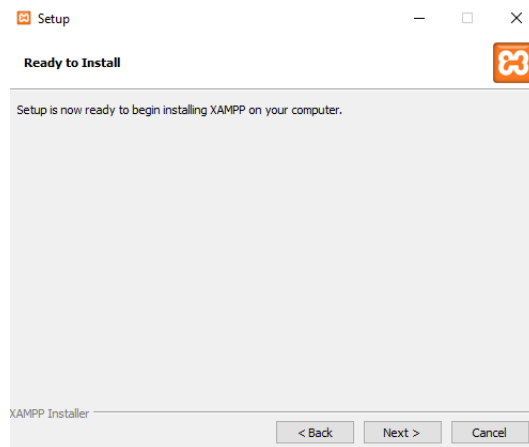 Setup
Ready to Install
Setup is now ready to begin installing XAMPP on your computer.
XAMPP Installer
< Back
Next >
Cancel